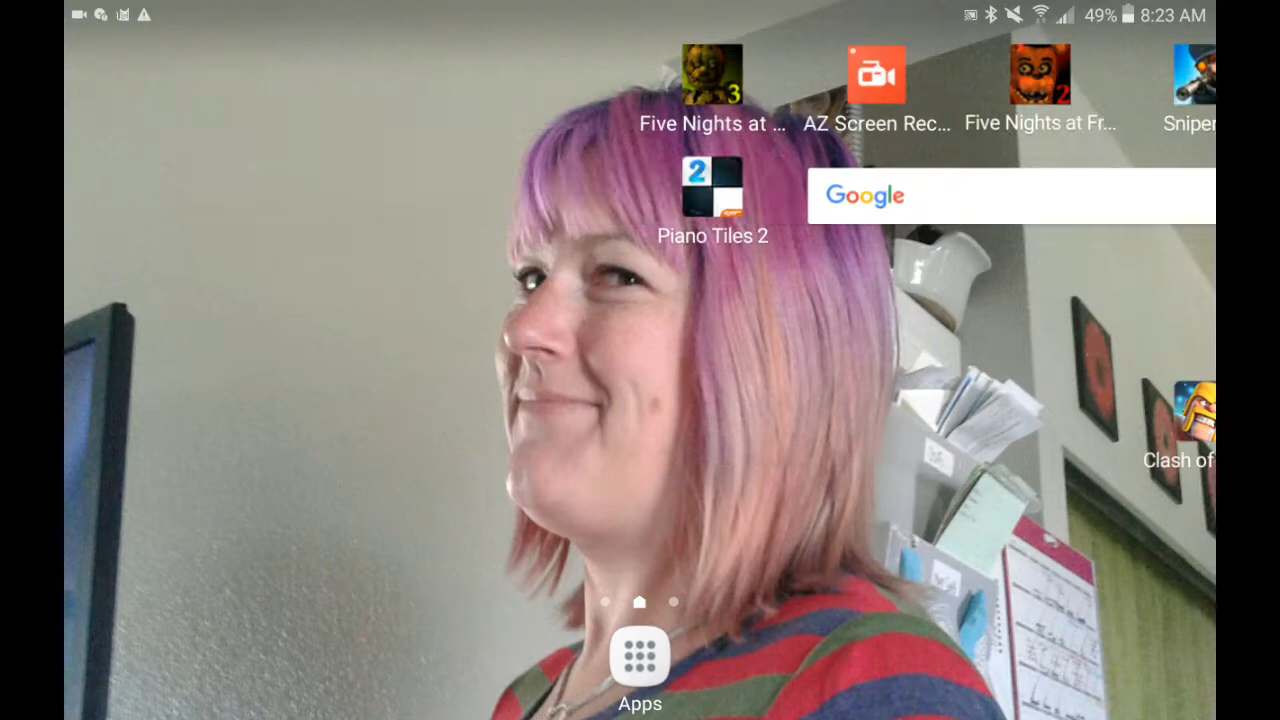 49% 8:23 AM
3
2
Five Nights at ...
AZ Screen Rec...
Five Nights at Fr...
Sniper
2
Google
Piano Tiles 2
Clash of
Apps